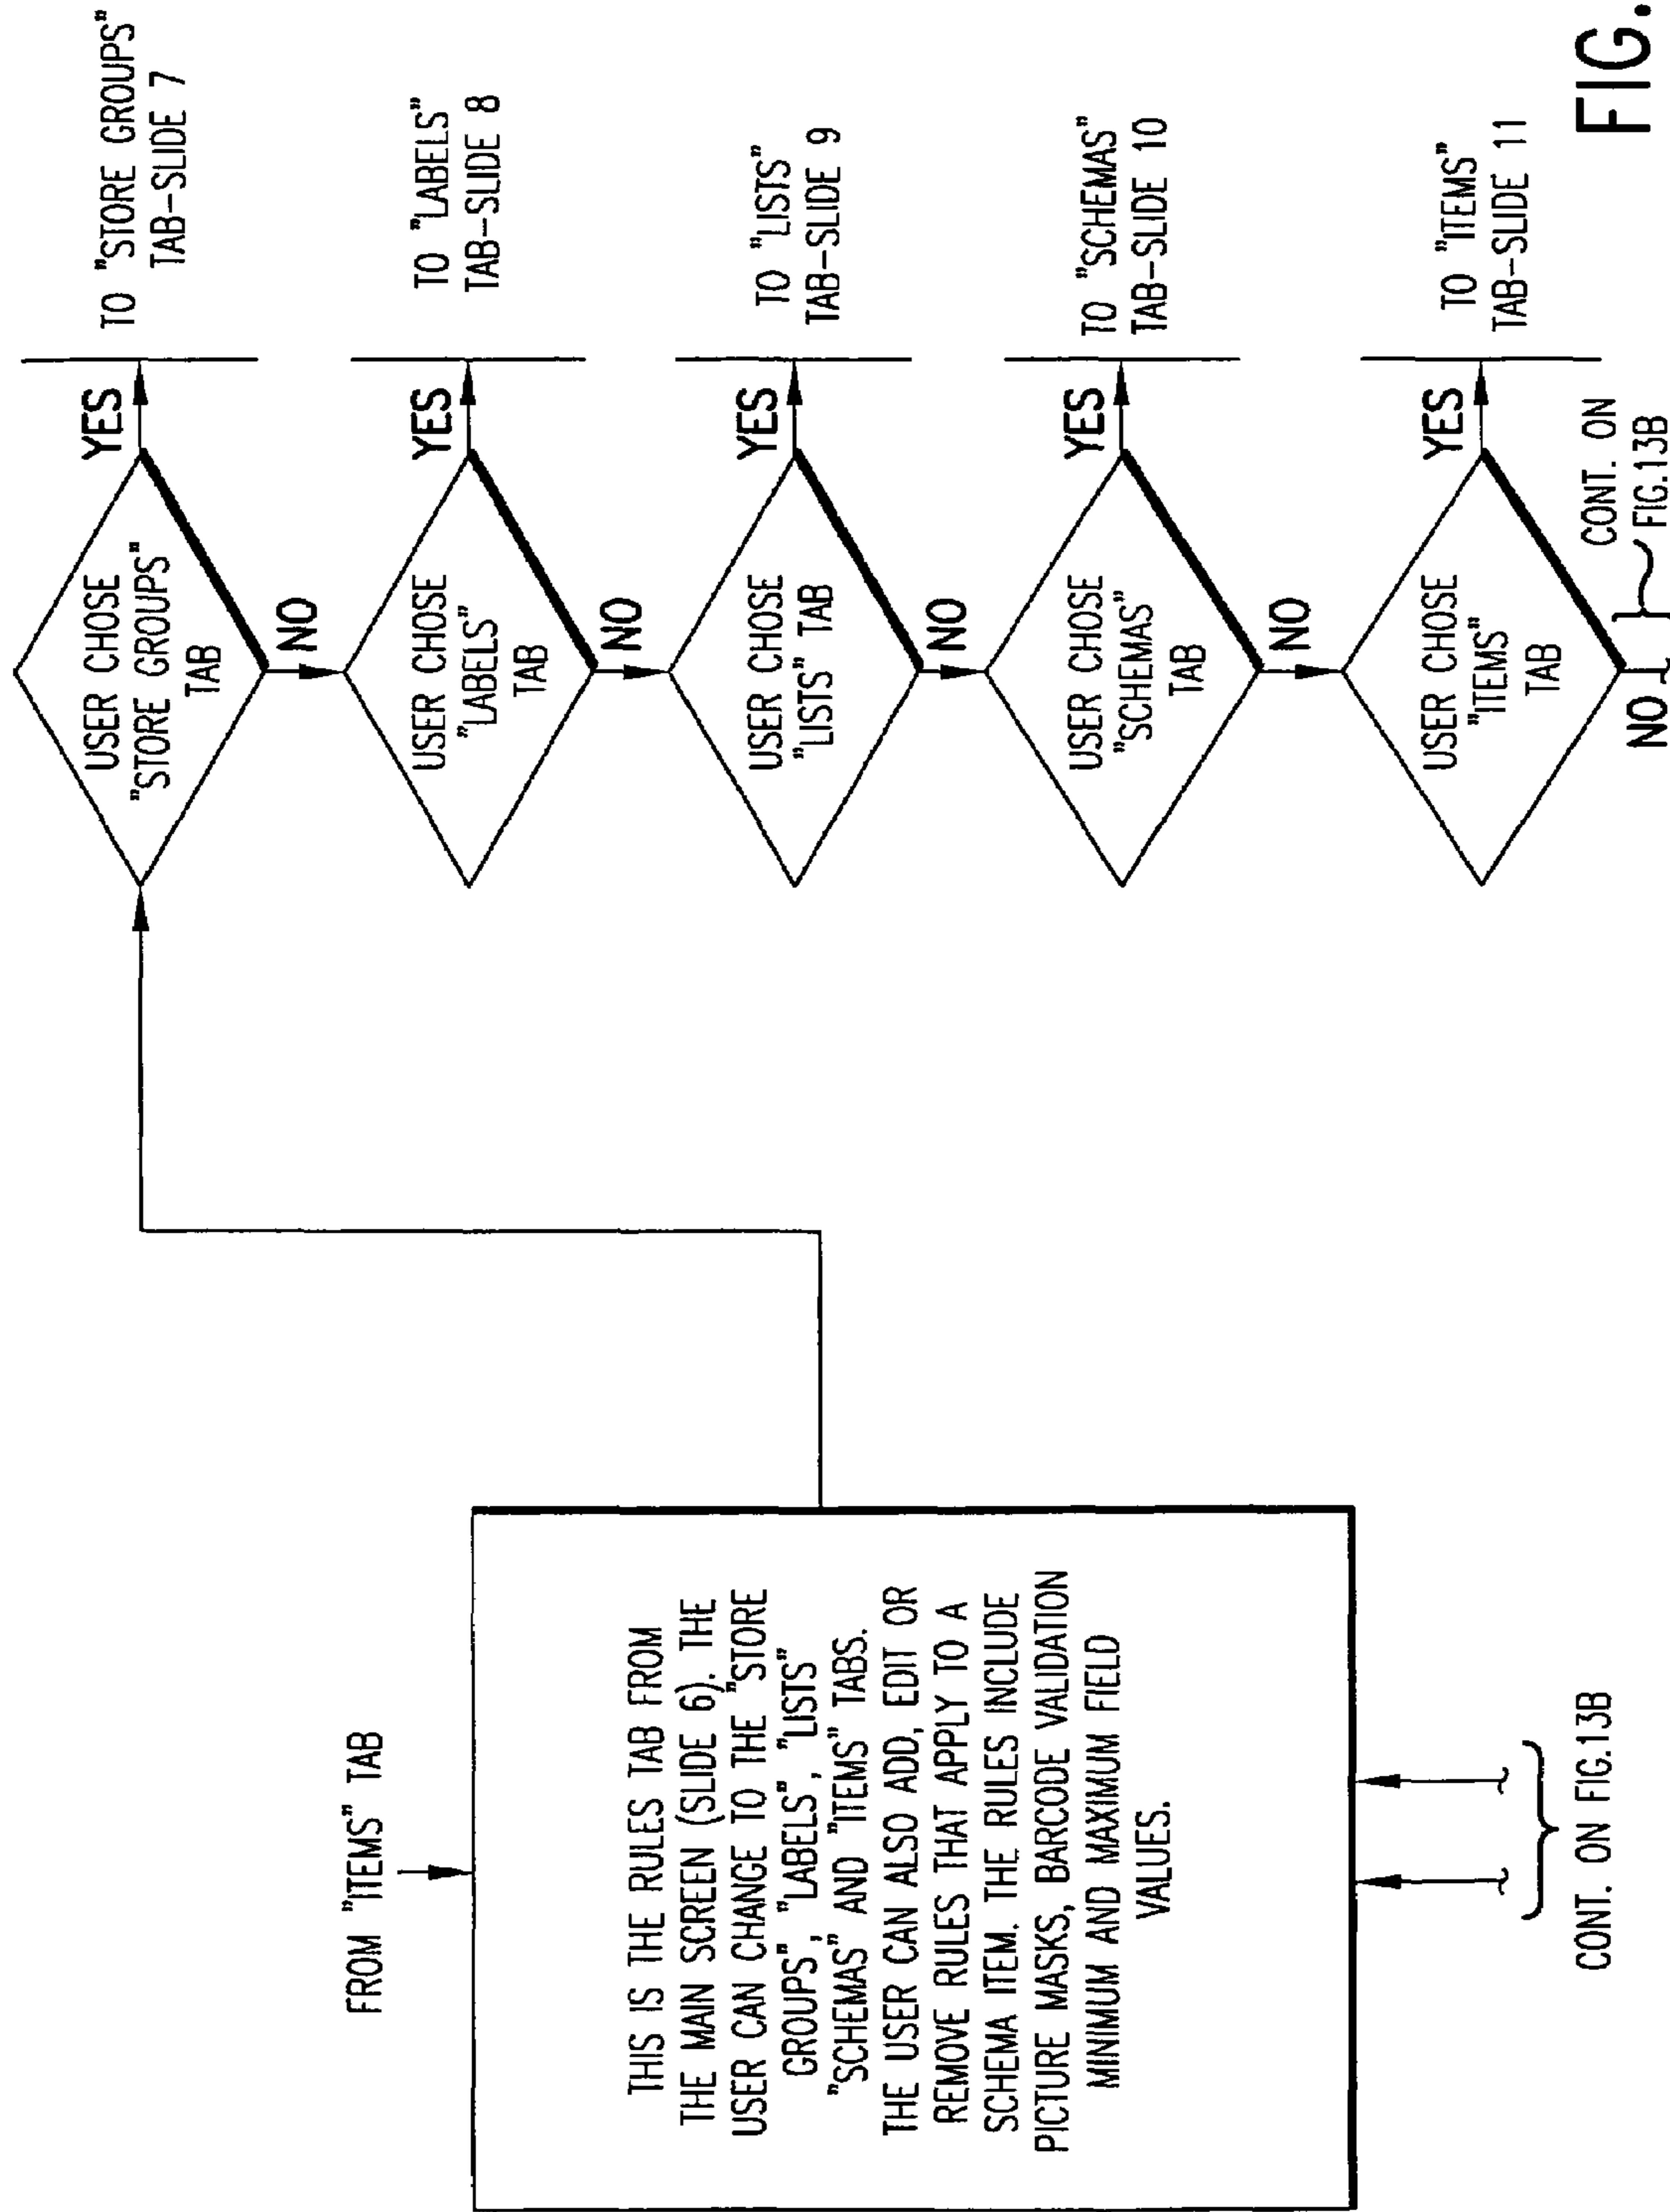 FROM "ITEMS" TAB
THIS IS THE RULES TAB FROM
THE MAIN SCREEN (SLIDE 6). THE
USER CAN CHANGE TO THE "STORE
GROUPS", "LABELS", "LISTS"
"SCHEMAS" AND "ITEMS" TABS.
THE USER CAN ALSO ADD, EDIT OR
REMOVE RULES THAT APPLY TO A
SCHEMA ITEM. THE RULES INCLUDE
PICTURE MASKS, BARCODE VALIDATION
MINIMUM AND MAXIMUM FIELD
VALUES.
CONT. ON FIG.13B
USER CHOSE
"STORE GROUPS"
TAB
YES
TO "STORE GROUPS"
TAB-SLIDE 7
NO
USER CHOSE
"LABELS"
TAB
YES
TO "LABELS"
TAB-SLIDE 8
NO
USER CHOSE
"LISTS" TAB
YES
TO "LISTS"
TAB-SLIDE 9
NO
USER CHOSE
"SCHEMAS"
TAB
YES
TO "SCHEMAS"
TAB-SLIDE 10
NO
USER CHOSE
"ITEMS"
TAB
YES
TO "ITEMS"
TAB-SLIDE 11
NO
CONT. ON
FIG.13B
FIG.